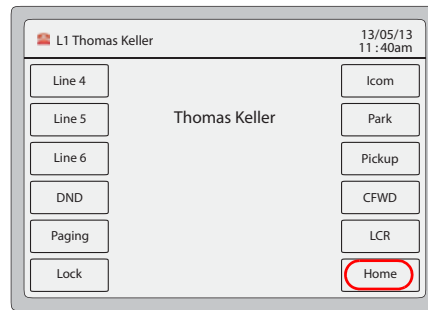 L1 Thomas Keller
13/05/13
11 : 40am
Line 4
Icom
Line 5
Thomas Keller
Park
Line 6
Pickup
DND
CFWD
Paging
LCR
Lock
Home